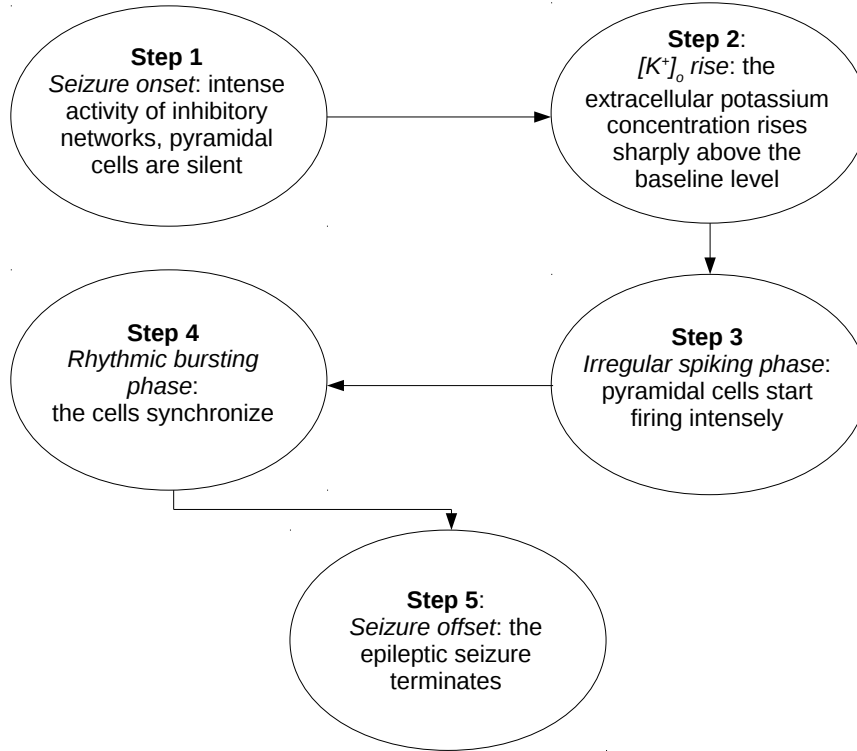 Step 1
Seizure onset: intense
activity of inhibitory
networks, pyramidal
cells are silent
Step 2:
[K⁺]ₒ rise: the
extracellular potassium
concentration rises
sharply above the
baseline level
Step 3
Irregular spiking phase:
pyramidal cells start
firing intensely
Step 4
Rhythmic bursting
phase:
the cells synchronize
Step 5:
Seizure offset: the
epileptic seizure
terminates